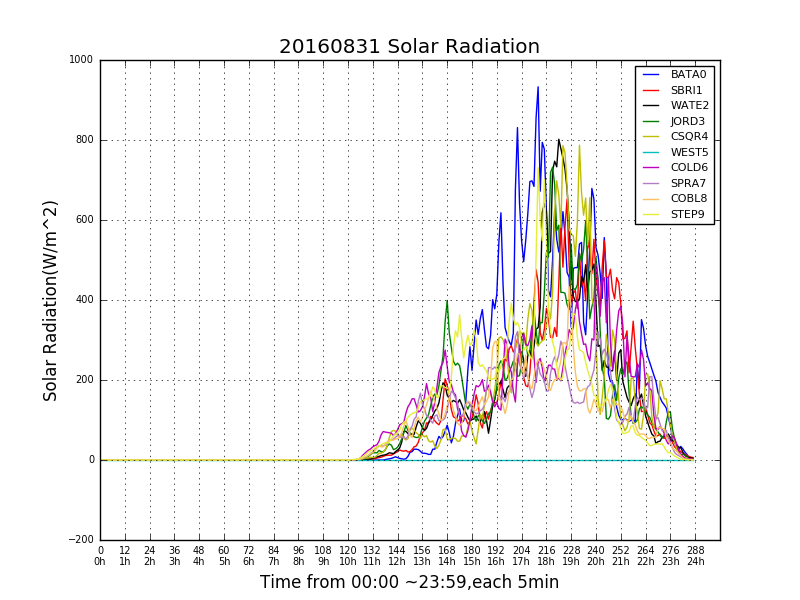 20160831 Solar Radiation
1000
800
600
400
200
0
−200
Solar Radiation(W/m^2)
BATA0
SBRI1
WATE2
JORD3
CSQR4
WEST5
COLD6
SPRA7
COBL8
STEP9
0 12 24 36 48 60 72 84 96 108 120 132 144 156 168 180 192 204 216 228 240 252 264 276 288
0h 1h 2h 3h 4h 5h 6h 7h 8h 9h 10h 11h 12h 13h 14h 15h 16h 17h 18h 19h 20h 21h 22h 23h 24h
Time from 00:00 ~23:59,each 5min